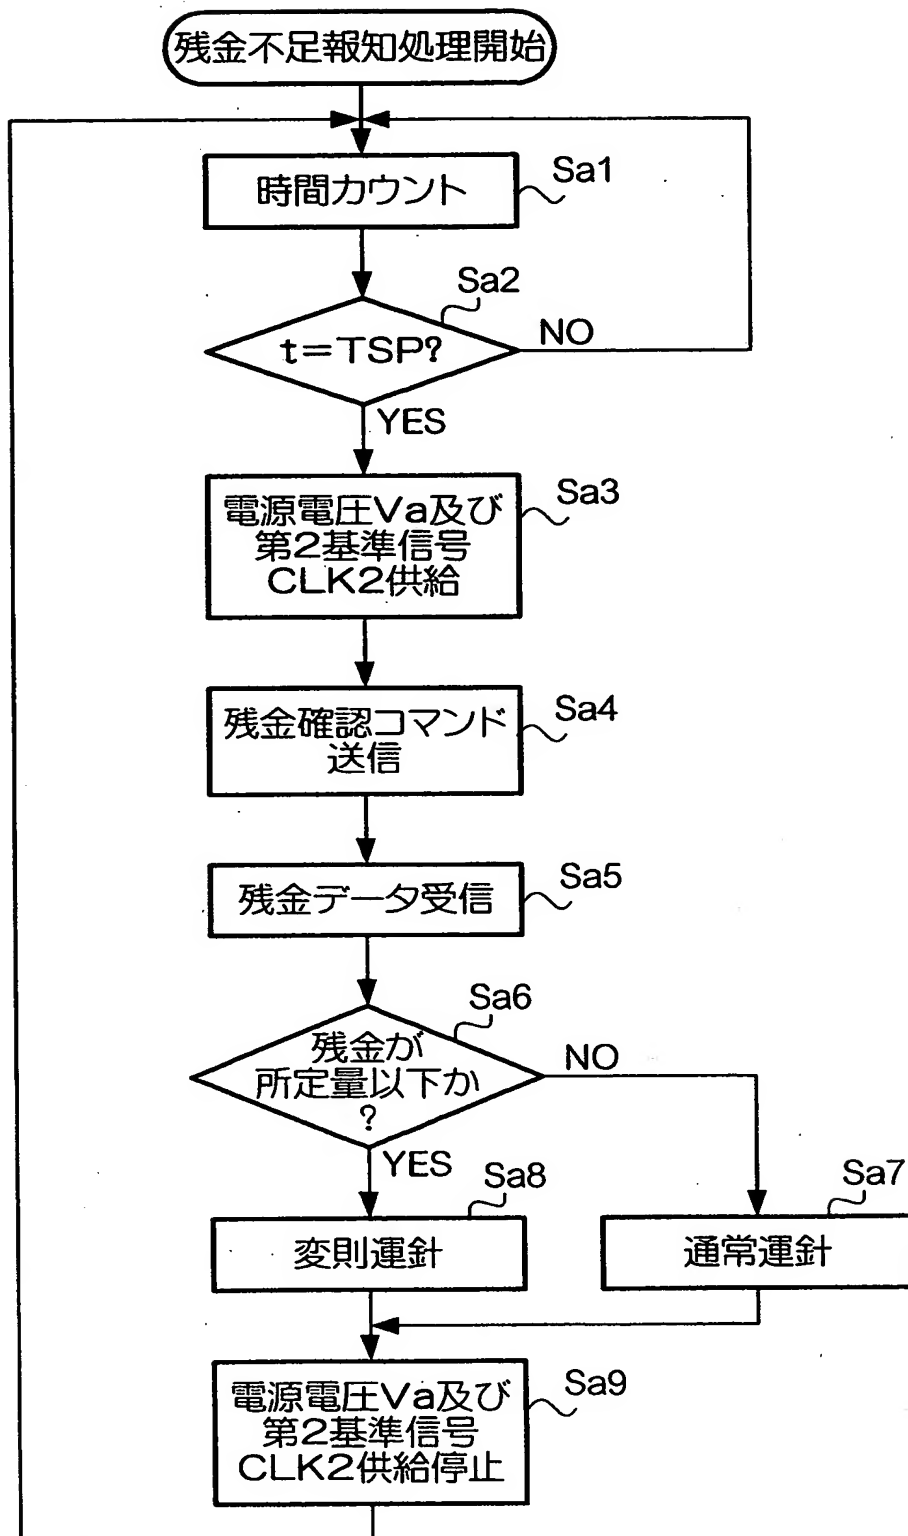 残金不足報知処理開始
時間カウント
Sa1
Sa2
t=TSP?
NO
YES
電源電圧Va及び
第2基準信号
CLK2供給
Sa3
残金確認コマンド
送信
Sa4
残金データ受信
Sa5
Sa6
残金が
所定量以下か
?
NO
YES
Sa8
変則運針
Sa7
通常運針
電源電圧Va及び
第2基準信号
CLK2供給停止
Sa9